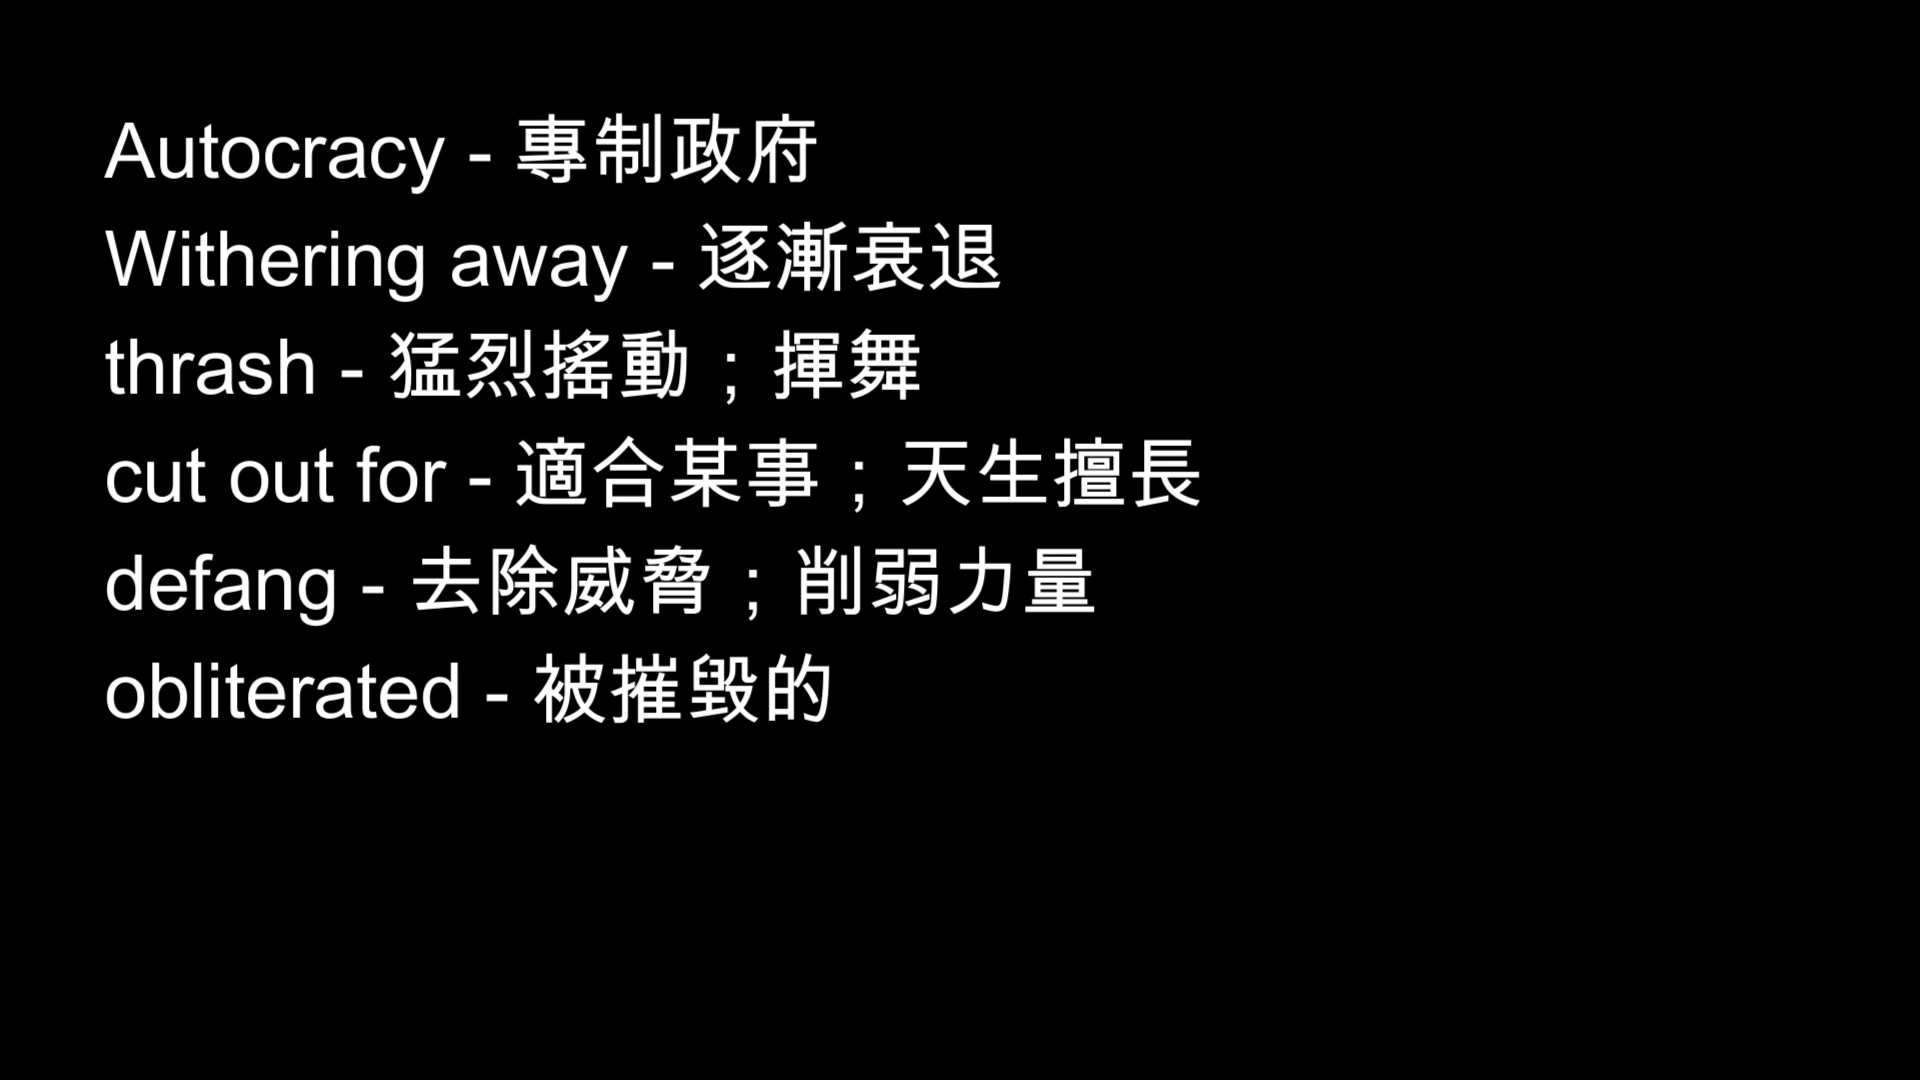 Autocracy - 專制政府
Withering away - 逐漸衰退
thrash - 猛烈搖動；揮舞
cut out for - 適合某事；天生擅長
defang - 去除威脅；削弱力量
obliterated - 被摧毀的